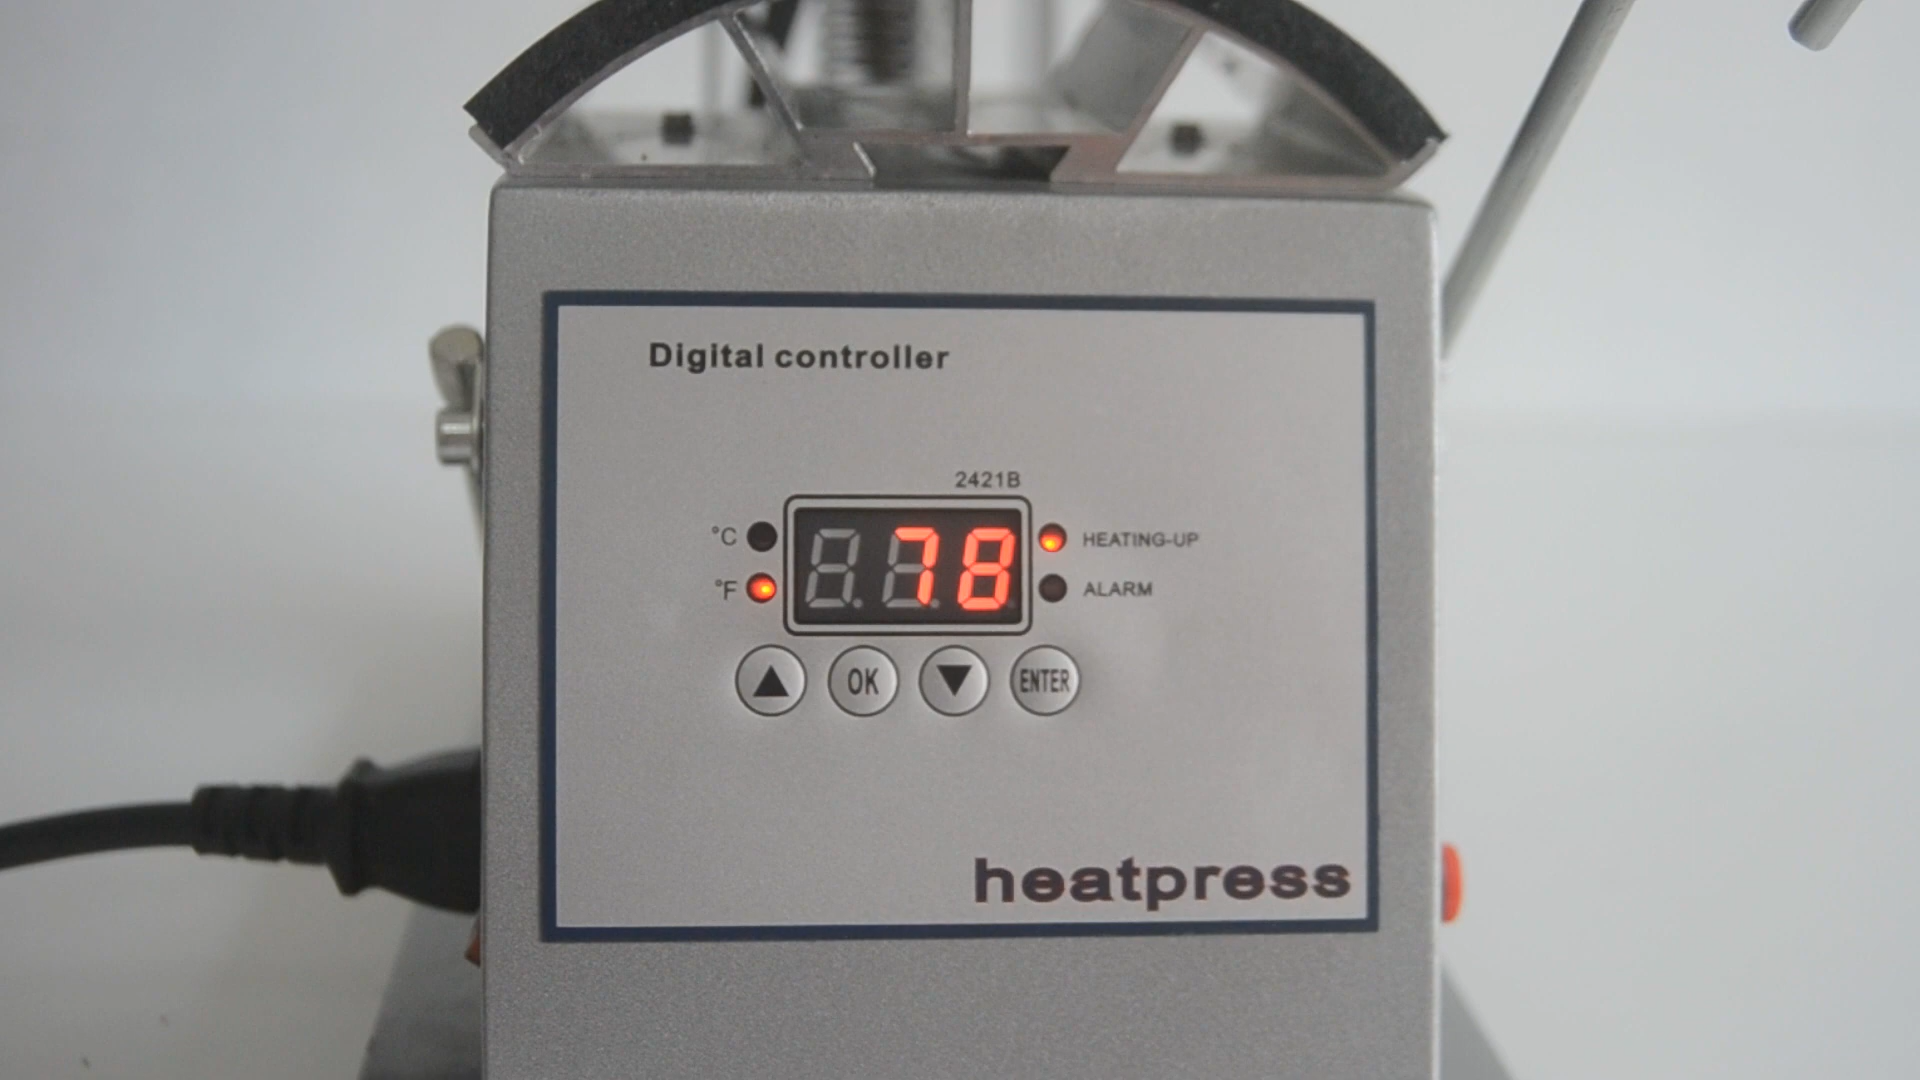 Digital controller
2421B
°C
78
HEATING-UP
°F
ALARM
OK
ENTER
heatpress